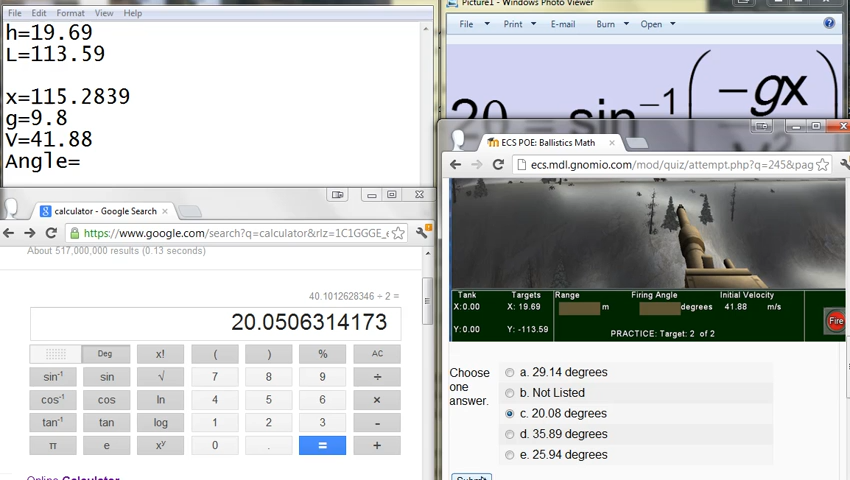 File Edit Format View Help
h=19.69
L=113.59
x=115.2839
g=9.8
V=41.88
Angle=
Picture1 - Windows Photo Viewer
File Print E-mail Burn Open
sin⁻¹(-gx
calculator - Google Search
https://www.google.com/search?q=calculator&rlz=1C1GGGE_e
About 517,000,000 results (0.13 seconds)
40.1012628346 ÷ 2 =
20.0506314173
Deg x! ( ) % AC
sin⁻¹ sin √ 7 8 9 ÷
cos⁻¹ cos ln 4 5 6 ×
tan⁻¹ tan log 1 2 3 -
π e xʸ 0 . = +
Online Calculator
ECS POE: Ballistics Math
ecs.mdl.gnomio.com/mod/quiz/attempt.php?q=245&pag
Tank Targets Range Firing Angle Initial Velocity
X:0.00 X: 19.69 m degrees 41.88 m/s
Fire
Y:0.00 Y: -113.59 PRACTICE: Target: 2 of 2
Choose one answer.
a. 29.14 degrees
b. Not Listed
c. 20.08 degrees
d. 35.89 degrees
e. 25.94 degrees